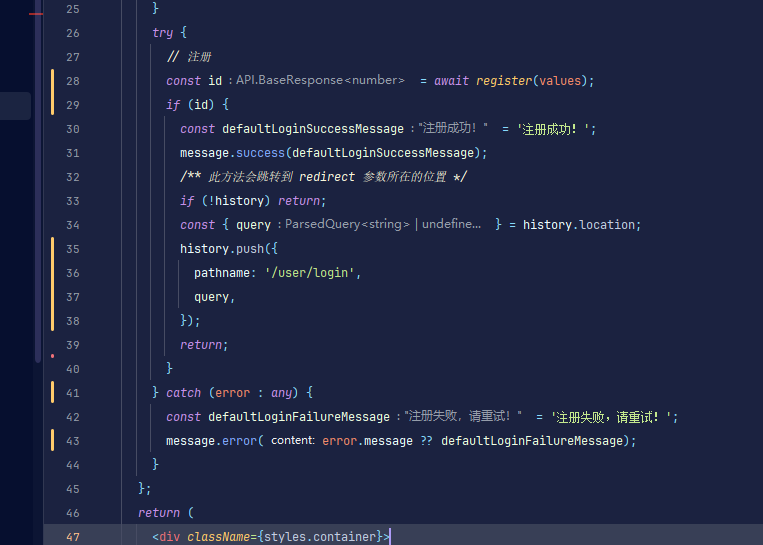 25 }
26 try {
27 // 注册
28 const id : API.BaseResponse<number> = await register(values);
29 if (id) {
30 const defaultLoginSuccessMessage : "注册成功！" = '注册成功！';
31 message.success(defaultLoginSuccessMessage);
32 /** 此方法会跳转到 redirect 参数所在的位置 */
33 if (!history) return;
34 const { query : ParsedQuery<string> | undefine... } = history.location;
35 history.push({
36 pathname: '/user/login',
37 query,
38 });
39 return;
40 }
41 } catch (error : any) {
42 const defaultLoginFailureMessage : "注册失败，请重试！" = '注册失败，请重试！';
43 message.error( content: error.message ?? defaultLoginFailureMessage);
44 }
45 };
46 return (
47 <div className={styles.container}>